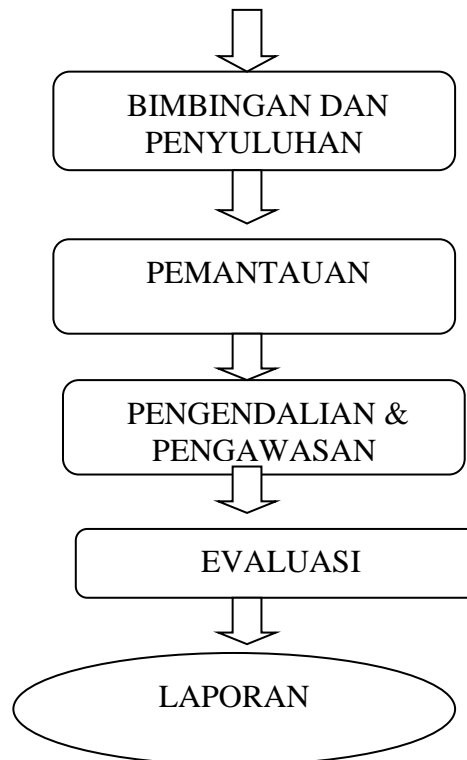 BIMBINGAN DAN
PENYULUHAN
PEMANTAUAN
PENGENDALIAN &
PENGAWASAN
EVALUASI
LAPORAN